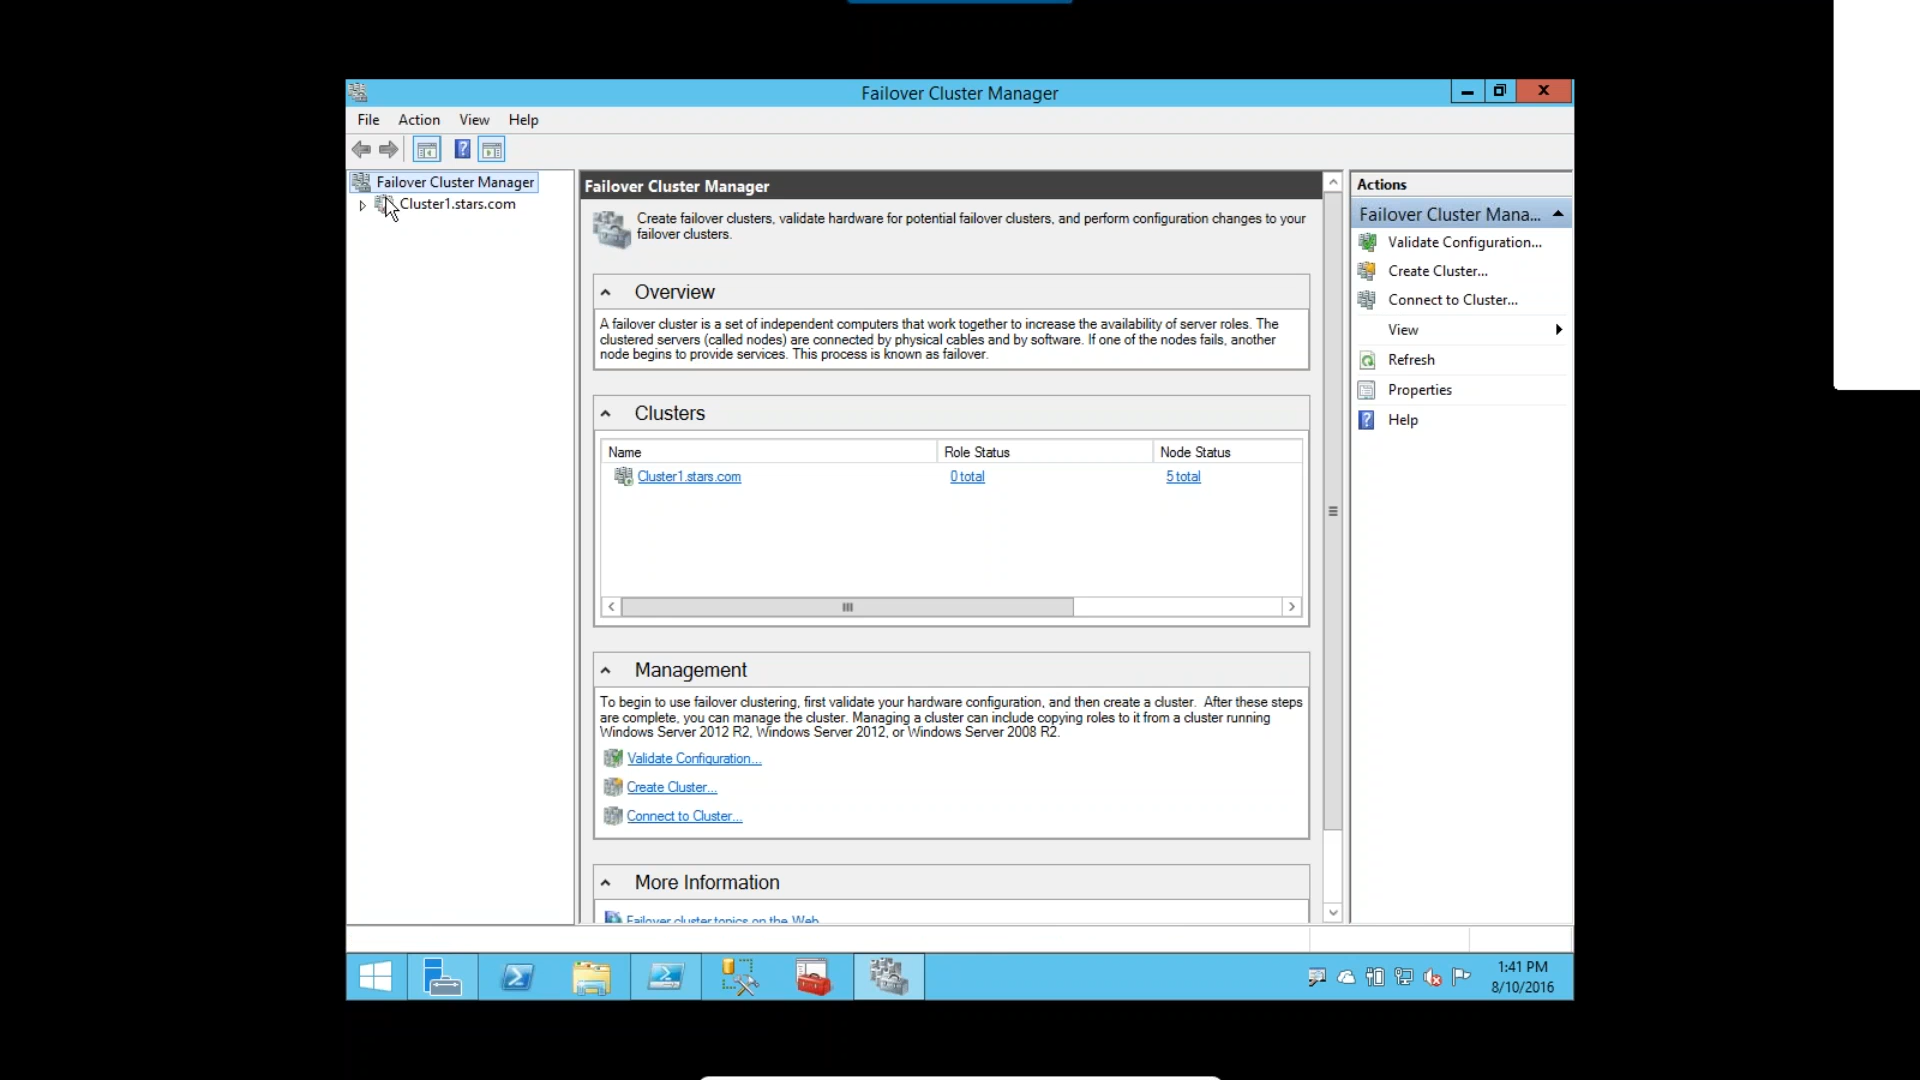 Failover Cluster Manager
File Action View Help
Failover Cluster Manager
Cluster1.stars.com
Failover Cluster Manager
Create failover clusters, validate hardware for potential failover clusters, and perform configuration changes to your
failover clusters.
Overview
A failover cluster is a set of independent computers that work together to increase the availability of server roles. The
clustered servers (called nodes) are connected by physical cables and by software. If one of the nodes fails, another
node begins to provide services. This process is known as failover.
Clusters
Name Role Status Node Status
Cluster1.stars.com 0 total 5 total
Management
To begin to use failover clustering, first validate your hardware configuration, and then create a cluster. After these steps
are complete, you can manage the cluster. Managing a cluster can include copying roles to it from a cluster running
Windows Server 2012 R2, Windows Server 2012, or Windows Server 2008 R2.
Validate Configuration...
Create Cluster...
Connect to Cluster...
More Information
Failover cluster topics on the Web
Actions
Failover Cluster Mana...
Validate Configuration...
Create Cluster...
Connect to Cluster...
View
Refresh
Properties
Help
1:41 PM
8/10/2016